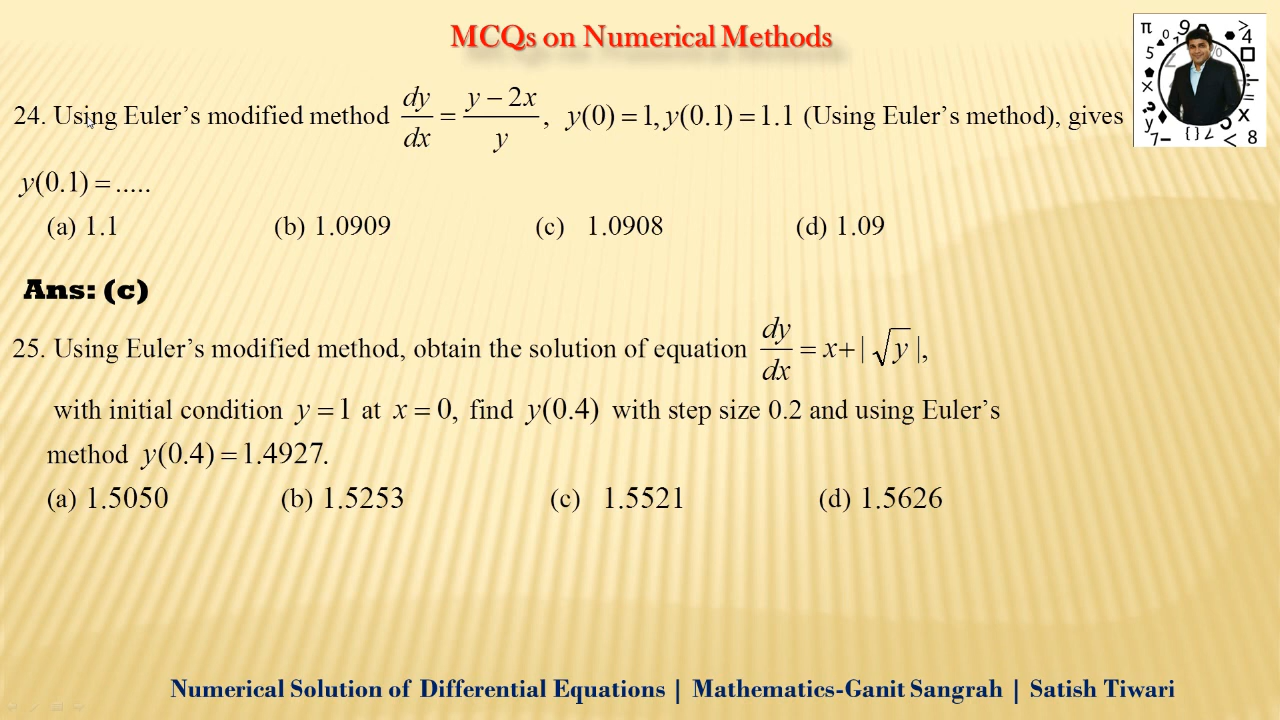 MCQs on Numerical Methods
24. Using Euler's modified method dy/dx = (y − 2x)/y, y(0) = 1, y(0.1) = 1.1 (Using Euler's method), gives
y(0.1) = .....
(a) 1.1 (b) 1.0909 (c) 1.0908 (d) 1.09
Ans: (c)
25. Using Euler's modified method, obtain the solution of equation dy/dx = x+ | √y |,
with initial condition y = 1 at x = 0, find y(0.4) with step size 0.2 and using Euler's
method y(0.4) = 1.4927.
(a) 1.5050 (b) 1.5253 (c) 1.5521 (d) 1.5626
Numerical Solution of Differential Equations | Mathematics-Ganit Sangrah | Satish Tiwari